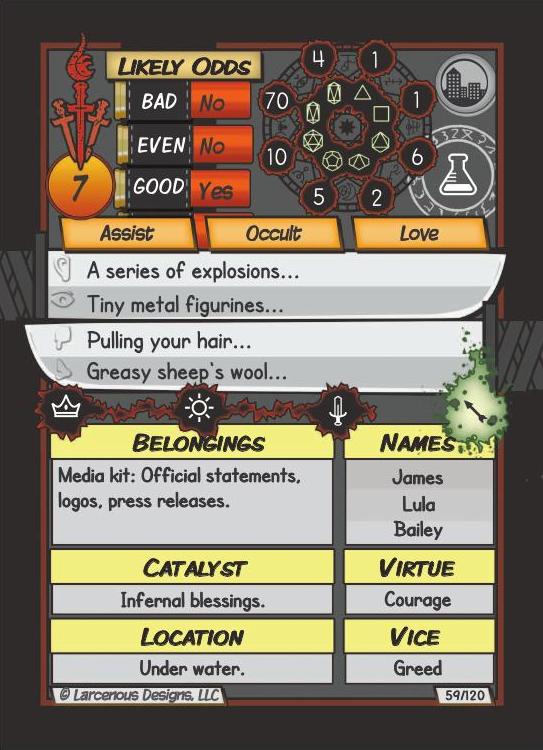 LIKELY ODDS
BAD No
EVEN No
GOOD Yes
7
4 1
70 1
10 6
5 2
ASSIST OCCULT LOVE
A series of explosions...
Tiny metal figurines...
Pulling your hair...
Greasy sheep's wool...
BELONGINGS
Media kit: Official statements,
logos, press releases.
NAMES
James
Lula
Bailey
CATALYST
Infernal blessings.
VIRTUE
Courage
LOCATION
Under water.
VICE
Greed
© Larcenous Designs, LLC
59/120